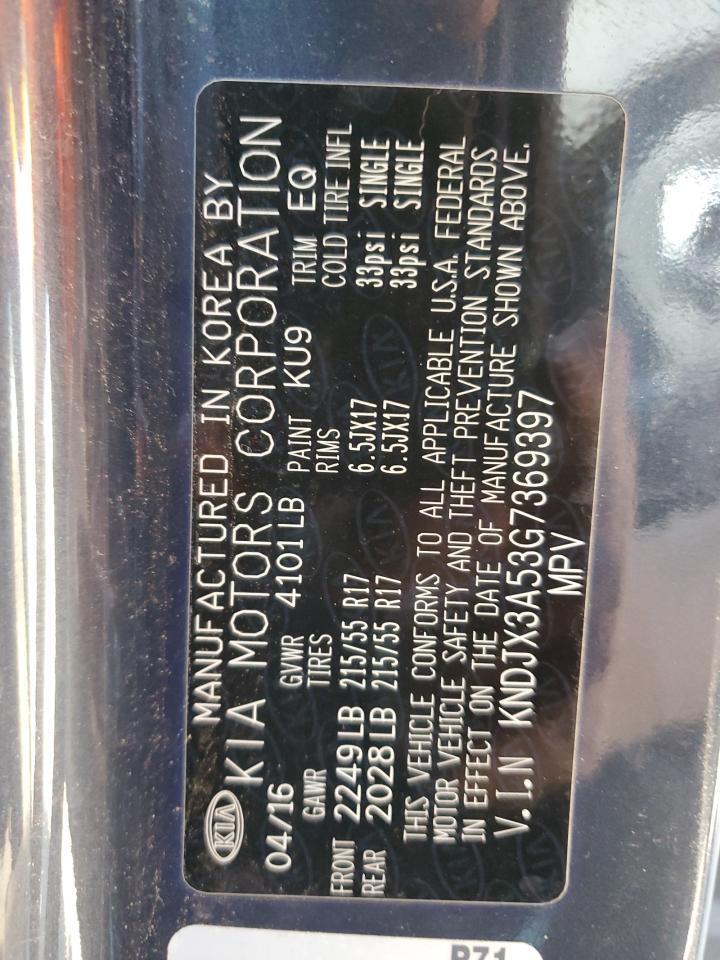 KIA
MANUFACTURED IN KOREA BY
KIA MOTORS CORPORATION
04/16 GVWR 4101LB PAINT KU9 TRIM EQ
GAWR TIRES RIMS COLD TIRE INFL
FRONT 2249LB 215/55 R17 6.5JX17 33psi SINGLE
REAR 2028LB 215/55 R17 6.5JX17 33psi SINGLE
THIS VEHICLE CONFORMS TO ALL APPLICABLE U.S.A. FEDERAL
MOTOR VEHICLE SAFETY AND THEFT PREVENTION STANDARDS
IN EFFECT ON THE DATE OF MANUFACTURE SHOWN ABOVE.
V.I.N KNDJX3A53G7369397
MPV